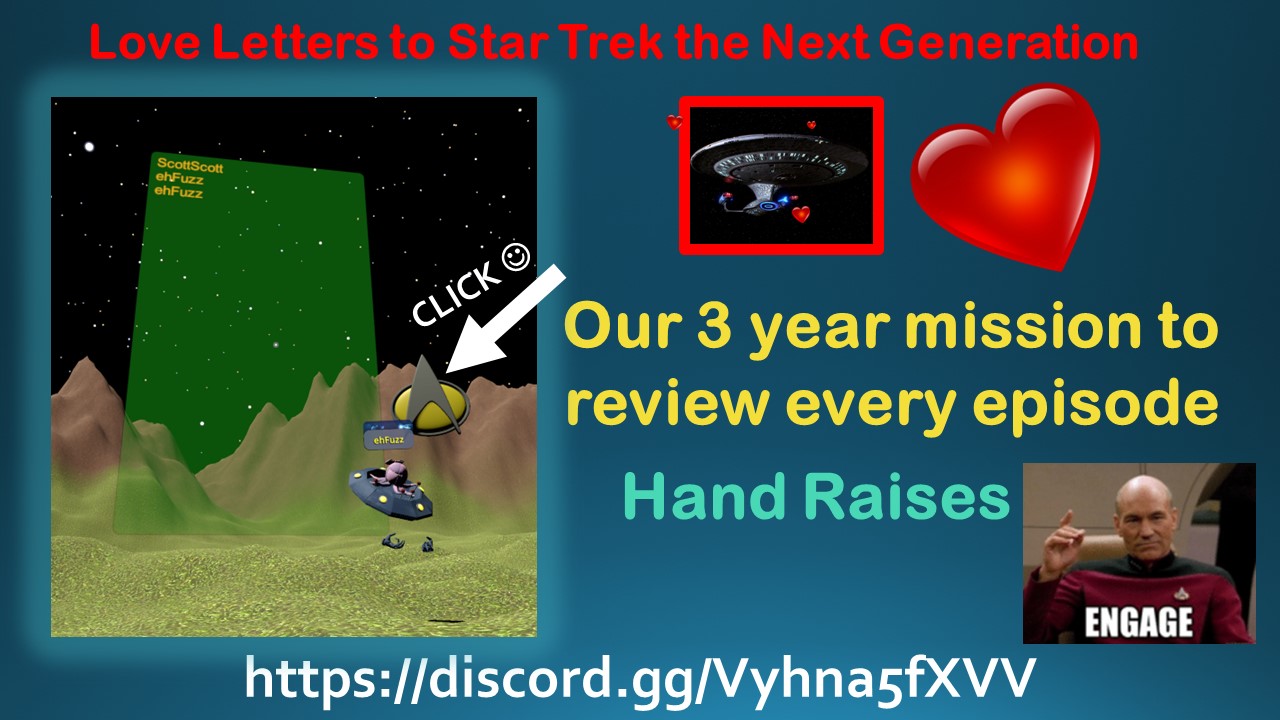 Love Letters to Star Trek the Next Generation
ScottScott
ehFuzz
ehFuzz
CLICK ☺
ehFuzz
Our 3 year mission to
review every episode
Hand Raises
ENGAGE
https://discord.gg/Vyhna5fXVV